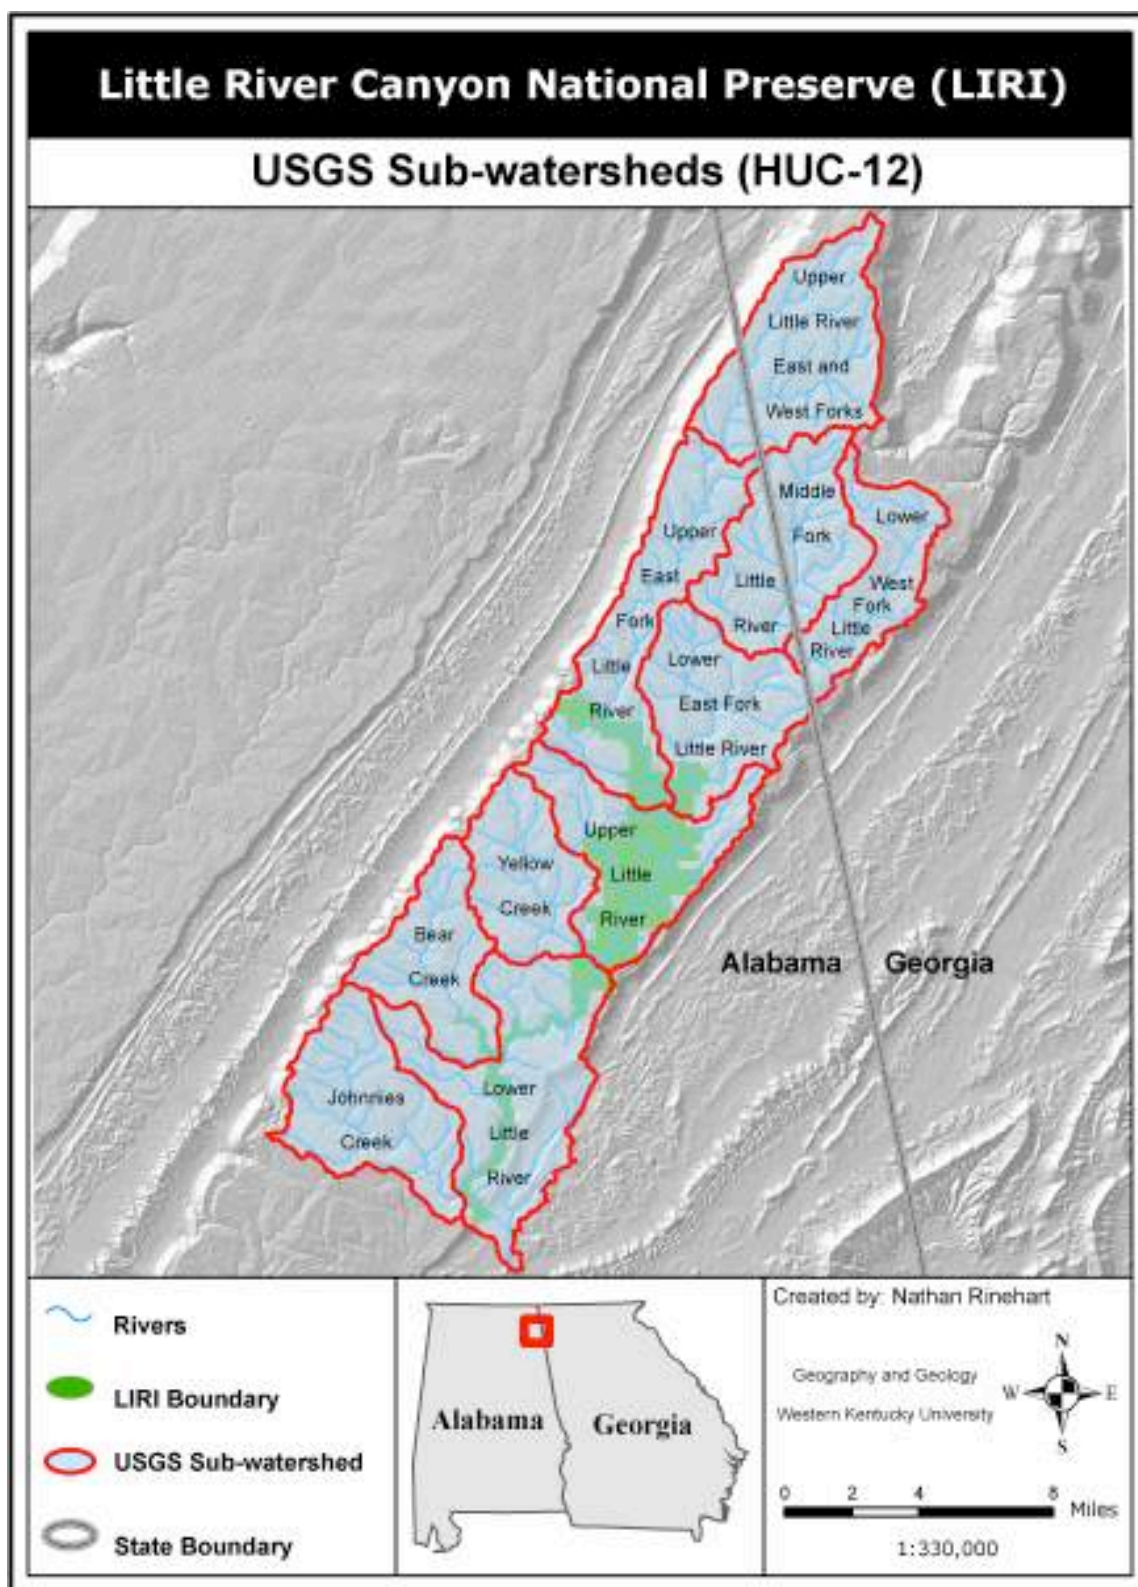 Little River Canyon National Preserve (LIRI)
USGS Sub-watersheds (HUC-12)
Upper
Little River
East and
West Forks
Middle
Fork
Little
River
Lower
West
Fork
Little
River
Upper
East
Fork
Little
River
Lower
East Fork
Little River
Upper
Little
River
Yellow
Creek
Bear
Creek
Alabama
Georgia
Johnnies
Creek
Lower
Little
River
Rivers
LIRI Boundary
USGS Sub-watershed
State Boundary
Alabama
Georgia
Created by: Nathan Rinehart
Geography and Geology
Western Kentucky University
N
W
E
S
0 2 4 8
Miles
1:330,000